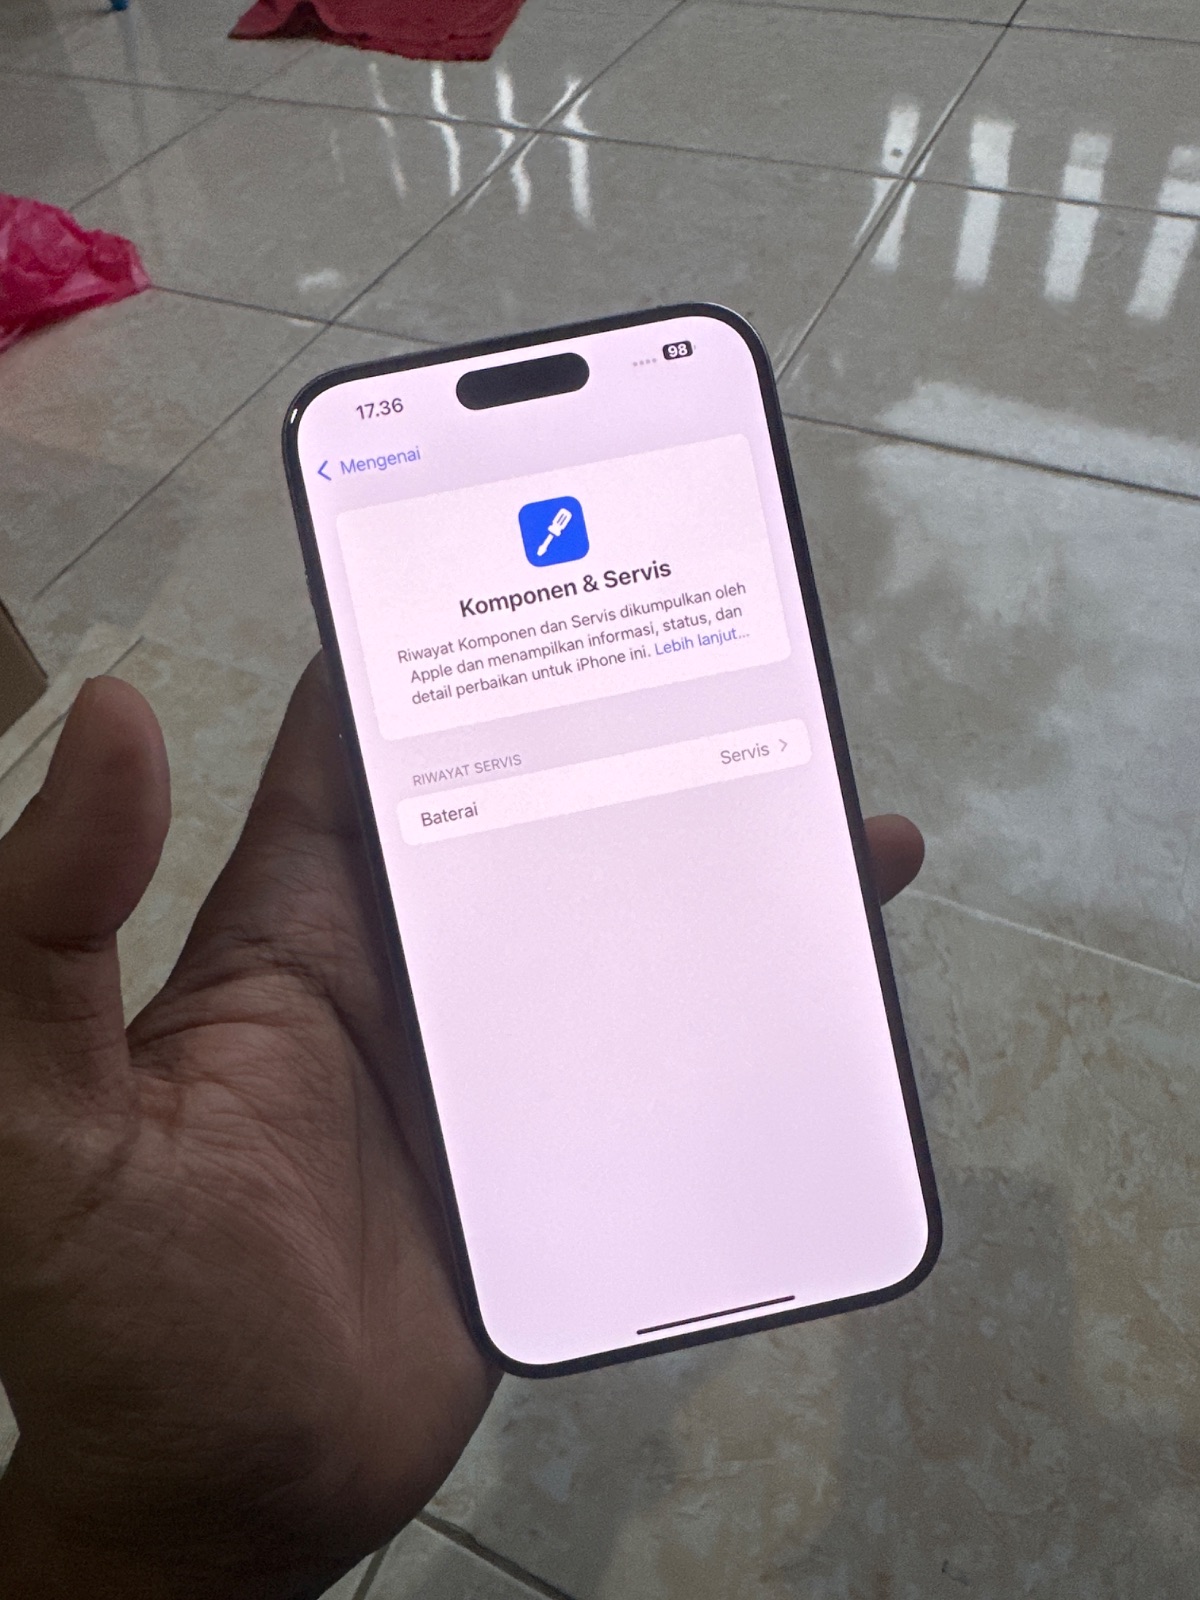 17.36
98
Mengenai
Komponen & Servis
Riwayat Komponen dan Servis dikumpulkan oleh
Apple dan menampilkan informasi, status, dan
detail perbaikan untuk iPhone ini. Lebih lanjut...
RIWAYAT SERVIS
Baterai Servis